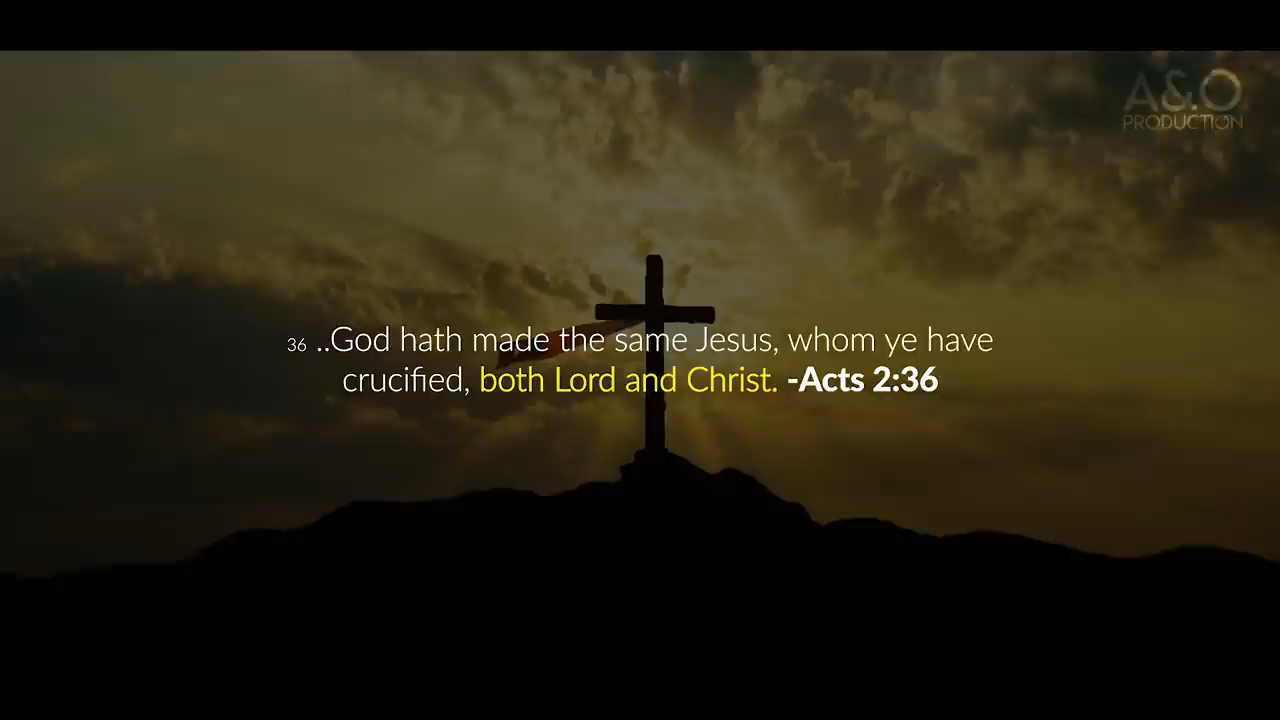 A&O
PRODUCTION
36 ..God hath made the same Jesus, whom ye have
crucified, both Lord and Christ. -Acts 2:36